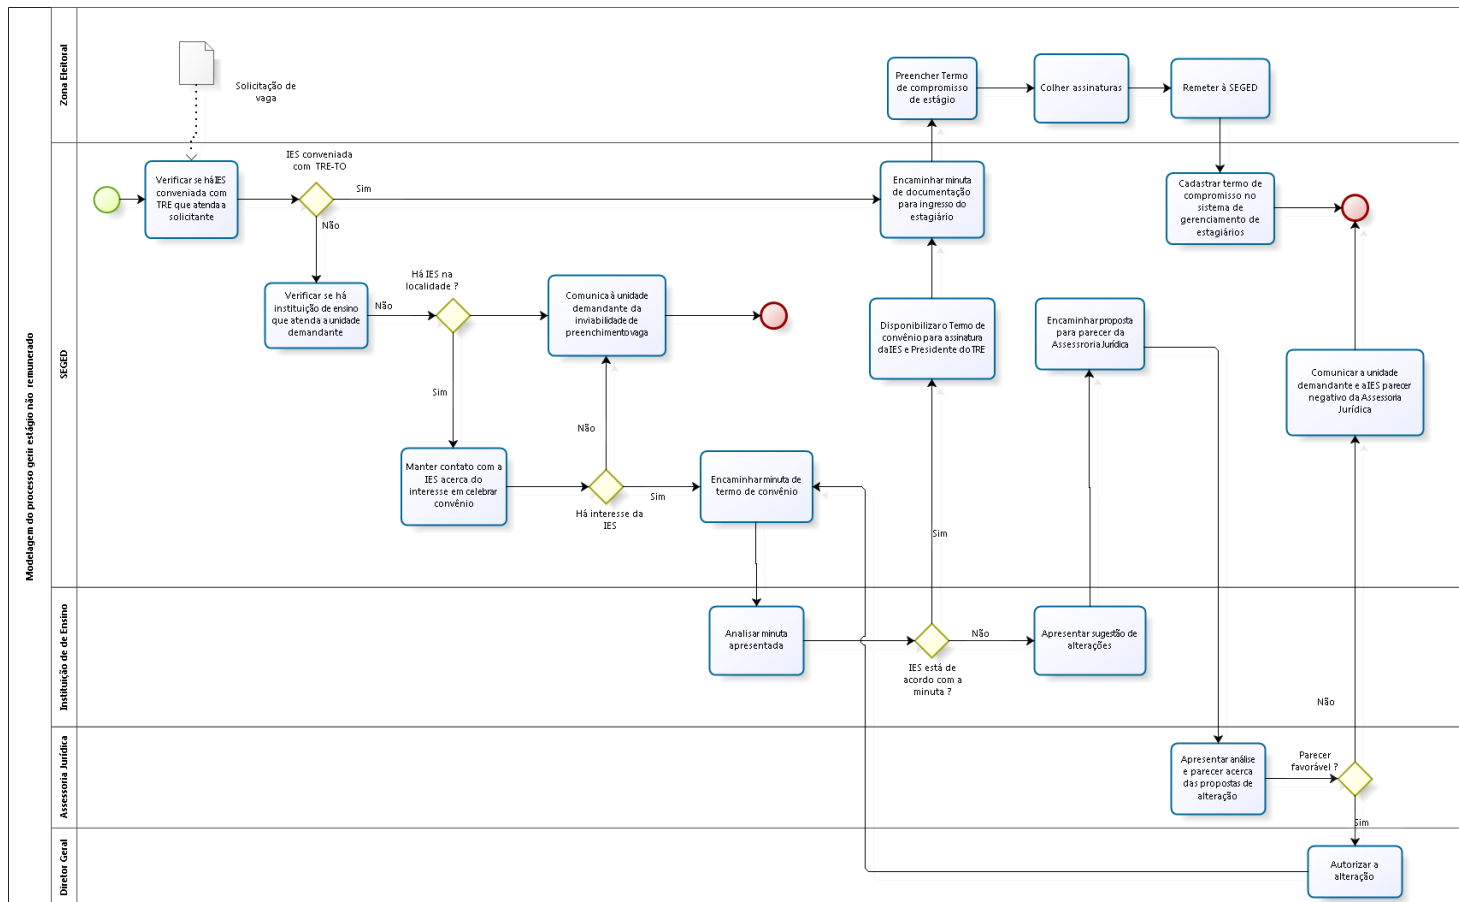 Modelagem do processo gerir estágio não remunerado
Zona Eleitoral
Solicitação de
vaga
Preencher Termo
de compromisso
de estágio
Colher assinaturas
Remeter à SEGED
SEGED
Verificar se há IES
conveniada com
TRE que atenda a
solicitante
IES conveniada
com TRE-TO
Sim
Não
Encaminhar minuta
de documentação
para ingresso do
estagiário
Cadastrar termo de
compromisso no
sistema de
gerenciamento de
estagiários
Verificar se há
instituição de ensino
que atenda a unidade
demandante
Não
Há IES na
localidade ?
Sim
Comunica à unidade
demandante da
inviabilidade de
preenchimento vaga
Disponibilizar o Termo de
convênio para assinatura
da IES e Presidente do TRE
Encaminhar proposta
para parecer da
Assessroria Jurídica
Comunicar a unidade
demandante e a IES parecer
negativo da Assessoria
Jurídica
Manter contato com a
IES acerca do
interesse em celebrar
convênio
Não
Há interesse da
IES
Sim
Encaminhar minuta de
termo de convênio
Sim
Instituição de de Ensino
Analisar minuta
apresentada
IES está de
acordo com a
minuta ?
Não
Apresentar sugestão de
alterações
Não
Assessoria Jurídica
Apresentar análise
e parecer acerca
das propostas de
alteração
Parecer
favorável ?
Sim
Diretor Geral
Autorizar a
alteração